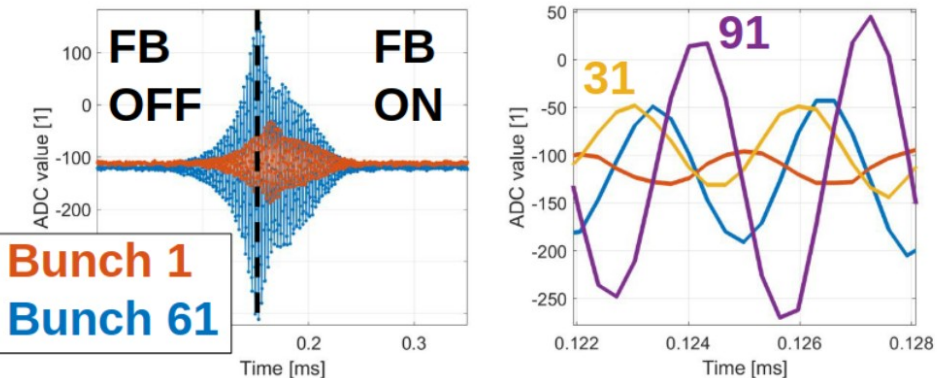 FB
OFF
FB
ON
100
0
-100
-200
ADC value [1]
0.2
0.3
Time [ms]
Bunch 1
Bunch 61
50
0
-50
-100
-150
-200
-250
ADC value [1]
91
31
0.122
0.124
0.126
0.128
Time [ms]